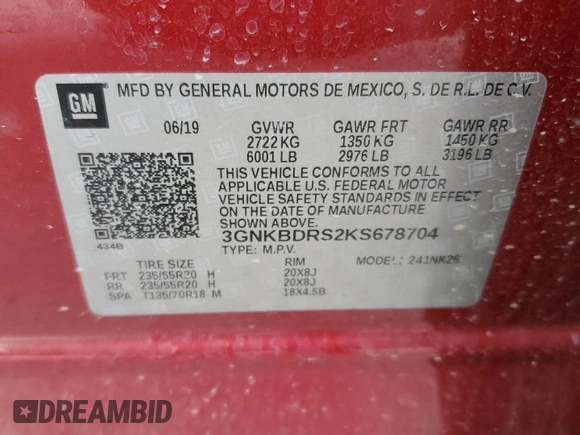 GM MFD BY GENERAL MOTORS DE MEXICO, S. DE R.L. DE C.V.
06/19 GVWR GAWR FRT GAWR RR
2722 KG 1350 KG 1450 KG
6001 LB 2976 LB 3196 LB
THIS VEHICLE CONFORMS TO ALL
APPLICABLE U.S. FEDERAL MOTOR
VEHICLE SAFETY STANDARDS
IN EFFECT ON THE DATE OF
MANUFACTURE SHOWN ABOVE.
3GNKBDRS2KS678704
434B TYPE: M.P.V.
TIRE SIZE RIM MODEL: 241NK26
FRT 235/55R20 H 20X8J
RR 235/55R20 H 20X8J
SPA T135/70R18 M 18X4.5B
DREAMBID